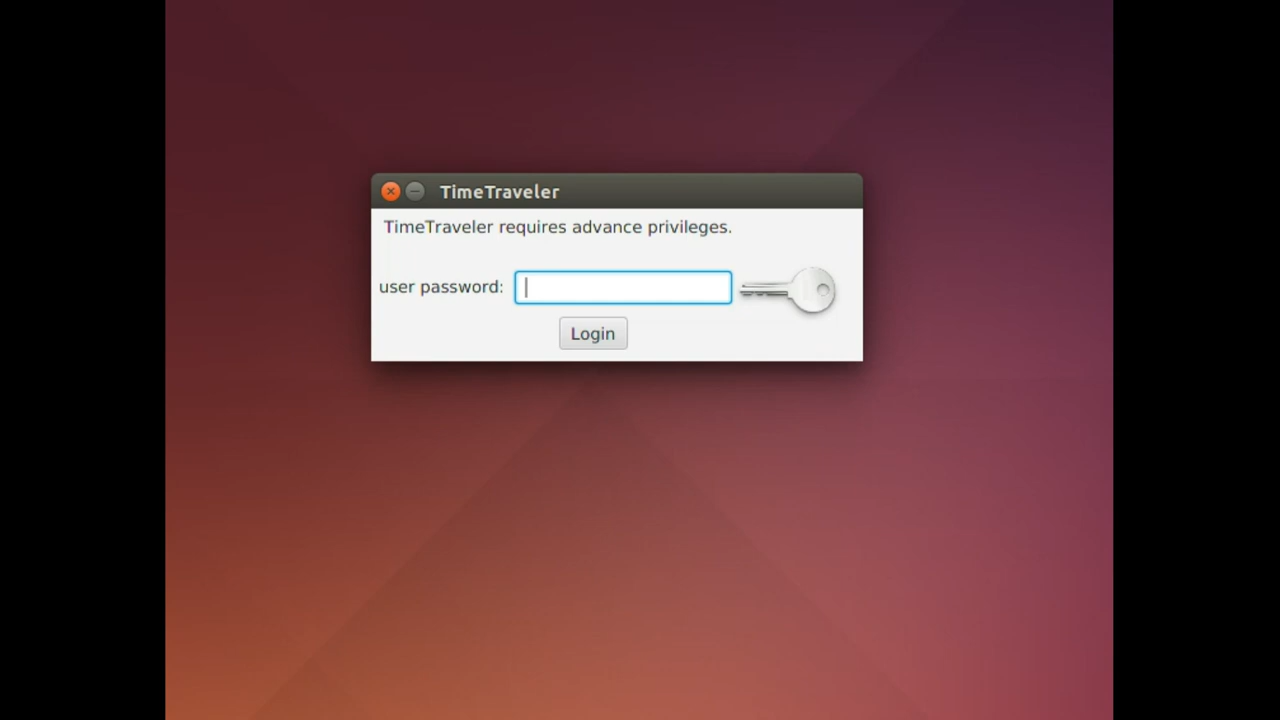 TimeTraveler
TimeTraveler requires advance privileges.
user password:
Login